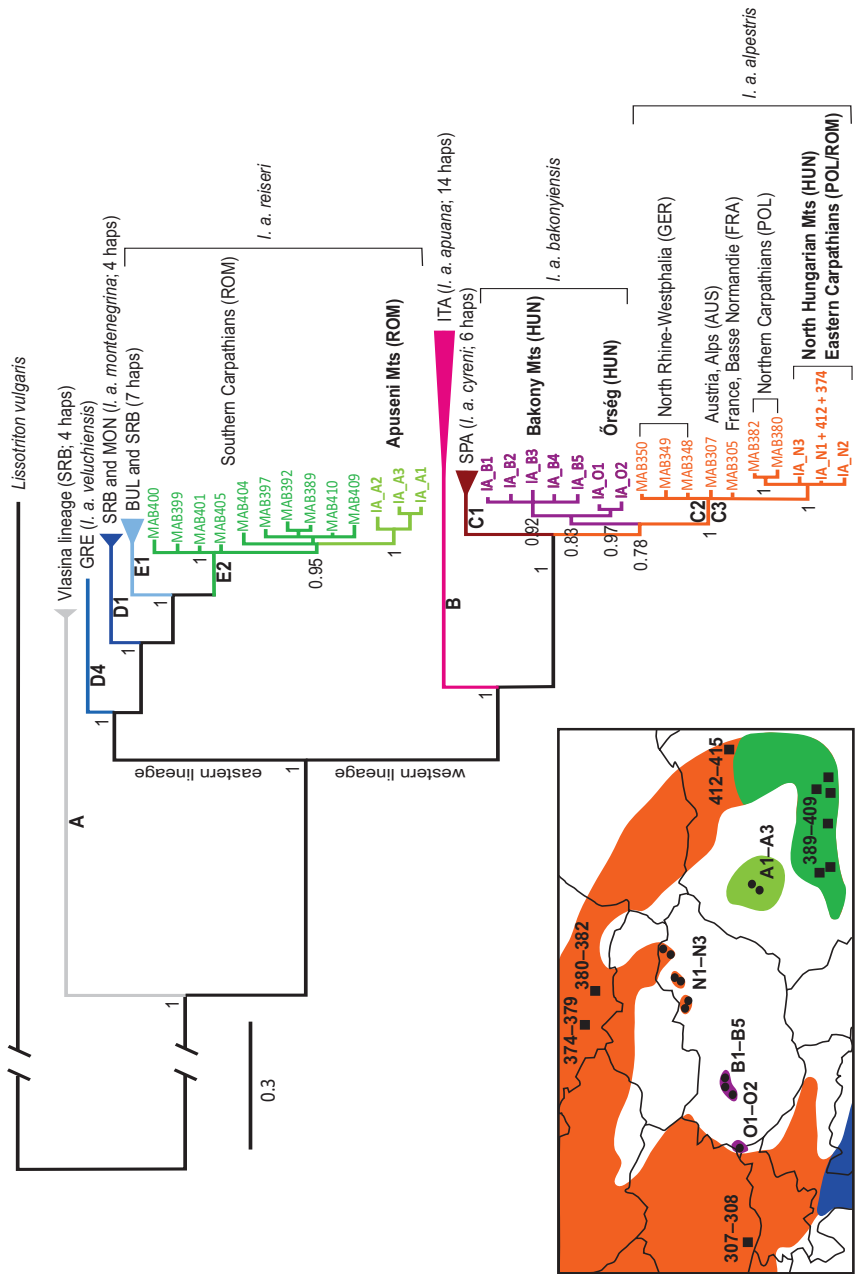 Lissotriton vulgaris
Vlasina lineage (SRB; 4 haps)
GRE (I. a. veluchiensis)
SRB and MON (I. a. montenegrina; 4 haps)
BUL and SRB (7 haps)
MAB400
MAB399
MAB401
MAB405
MAB404
MAB397
MAB392
MAB389
MAB410
MAB409
IA_A2
IA_A3
IA_A1
Southern Carpathians (ROM)
Apuseni Mts (ROM)
I. a. reiseri
ITA (I. a. apuana; 14 haps)
SPA (I. a. cyreni; 6 haps)
IA_B1
IA_B2
IA_B3
IA_B4
IA_B5
IA_O1
IA_O2
Bakony Mts (HUN)
Őrség (HUN)
I. a. bakonyiensis
MAB350
MAB349
MAB348
MAB307
MAB305
MAB382
MAB380
IA_N3
IA_N1 + 412 + 374
IA_N2
North Rhine-Westphalia (GER)
Austria, Alps (AUS)
France, Basse Normandie (FRA)
Northern Carpathians (POL)
North Hungarian Mts (HUN)
Eastern Carpathians (POL/ROM)
I. a. alpestris
A
D4
D1
E1
E2
B
C1
C2
C3
1
1
1
1
1
1
0.95
1
1
1
0.92
0.83
0.97
0.78
1
1
1
eastern lineage
western lineage
0.3
307–308
374–379
380–382
412–415
389–409
A1–A3
N1–N3
B1–B5
O1–O2